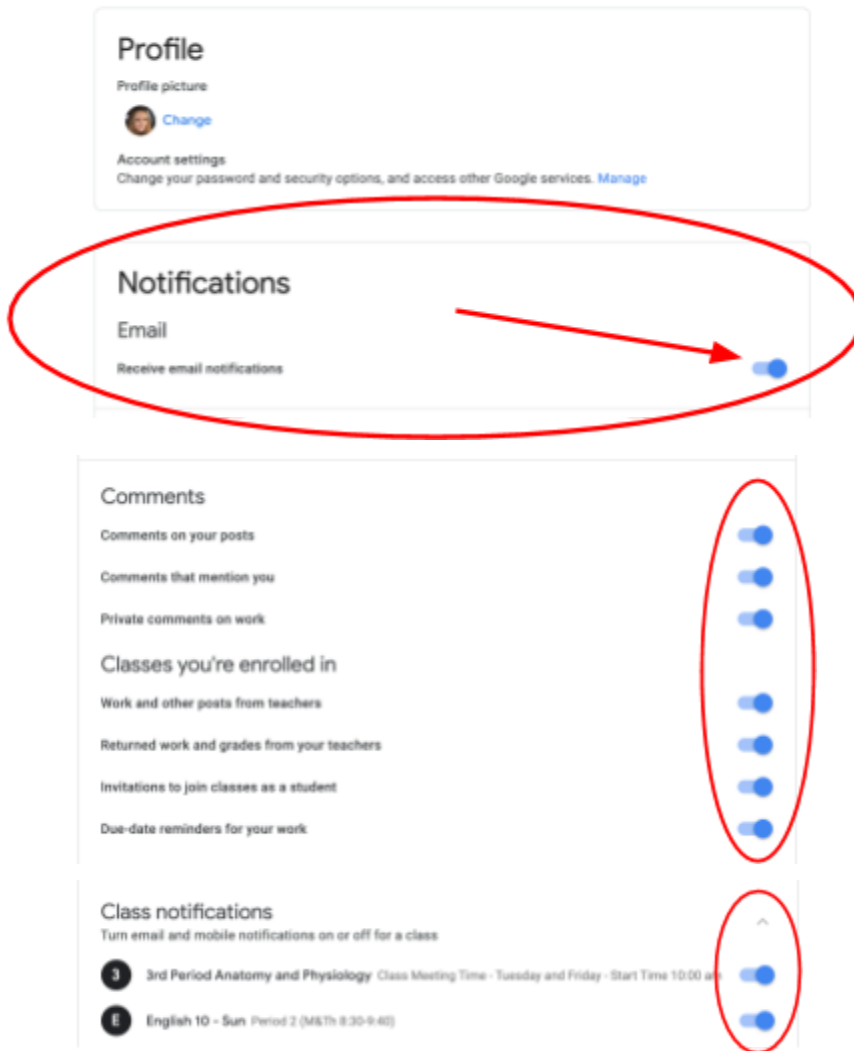 Profile
Profile picture
Change
Account settings
Change your password and security options, and access other Google services. Manage
Notifications
Email
Receive email notifications
Comments
Comments on your posts
Comments that mention you
Private comments on work
Classes you're enrolled in
Work and other posts from teachers
Returned work and grades from your teachers
Invitations to join classes as a student
Due-date reminders for your work
Class notifications
Turn email and mobile notifications on or off for a class
3 3rd Period Anatomy and Physiology Class Meeting Time - Tuesday and Friday - Start Time 10:00 am
E English 10 - Sun Period 2 (M&Th 8:30-9:40)